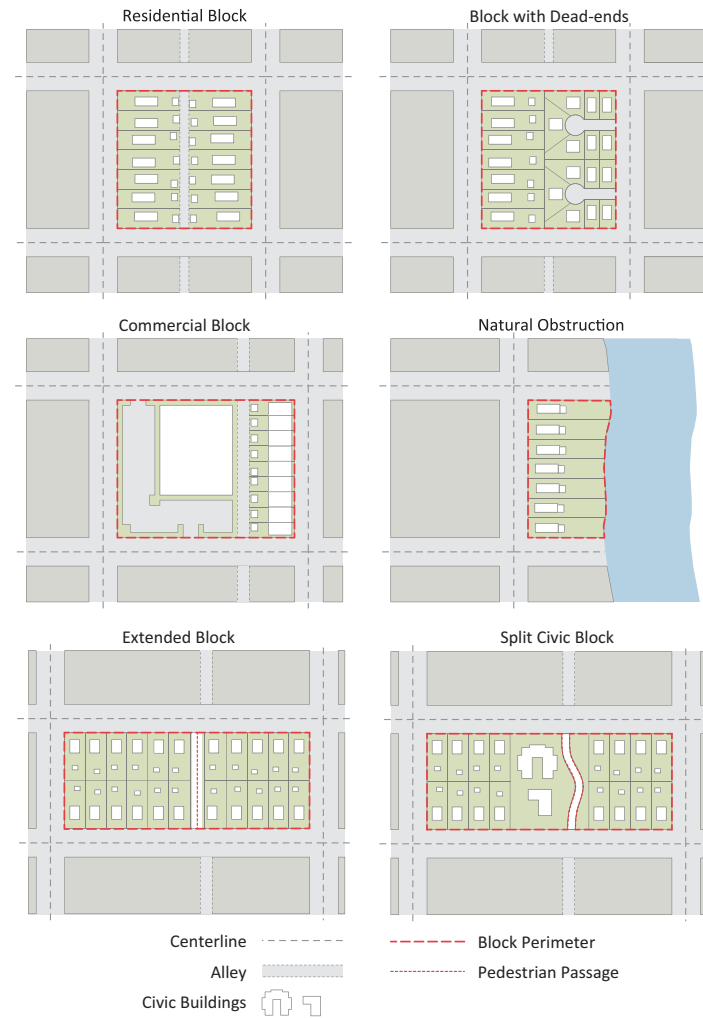 Residential Block
Block with Dead-ends
Commercial Block
Natural Obstruction
Extended Block
Split Civic Block
Centerline
Block Perimeter
Alley
Pedestrian Passage
Civic Buildings